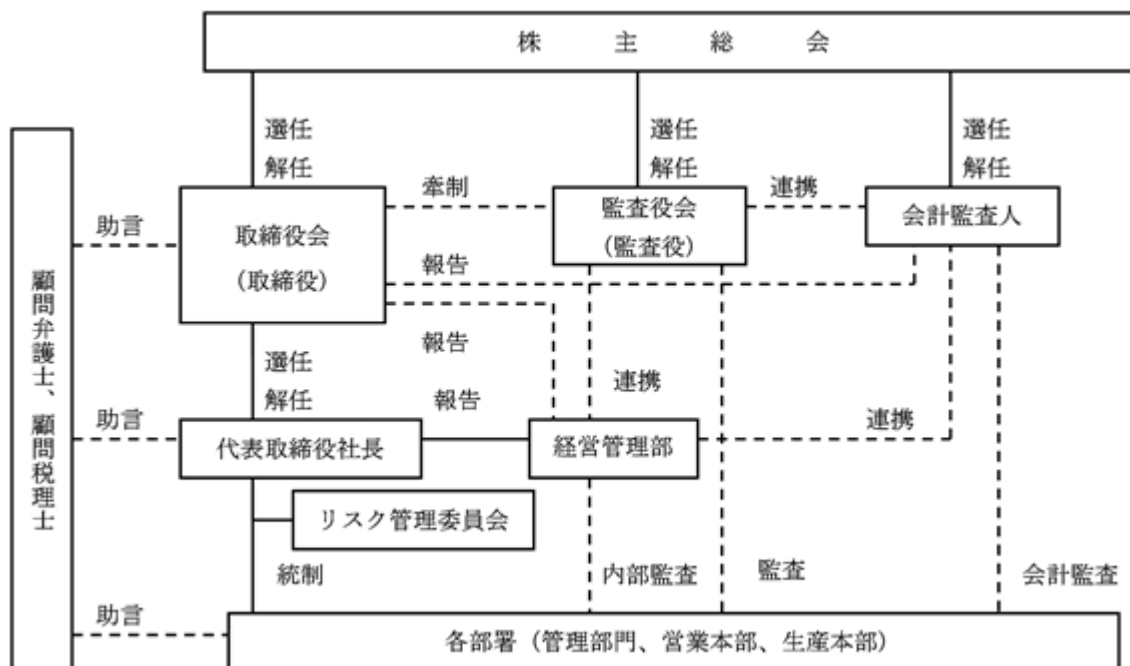 株主総会
選任
解任
選任
解任
選任
解任
顧問弁護士、顧問税理士
助言
取締役会
(取締役)
牽制
監査役会
(監査役)
連携
会計監査人
報告
報告
選任
解任
連携
助言
代表取締役社長
報告
経営管理部
連携
リスク管理委員会
統制
内部監査
監査
会計監査
助言
各部署(管理部門、営業本部、生産本部)